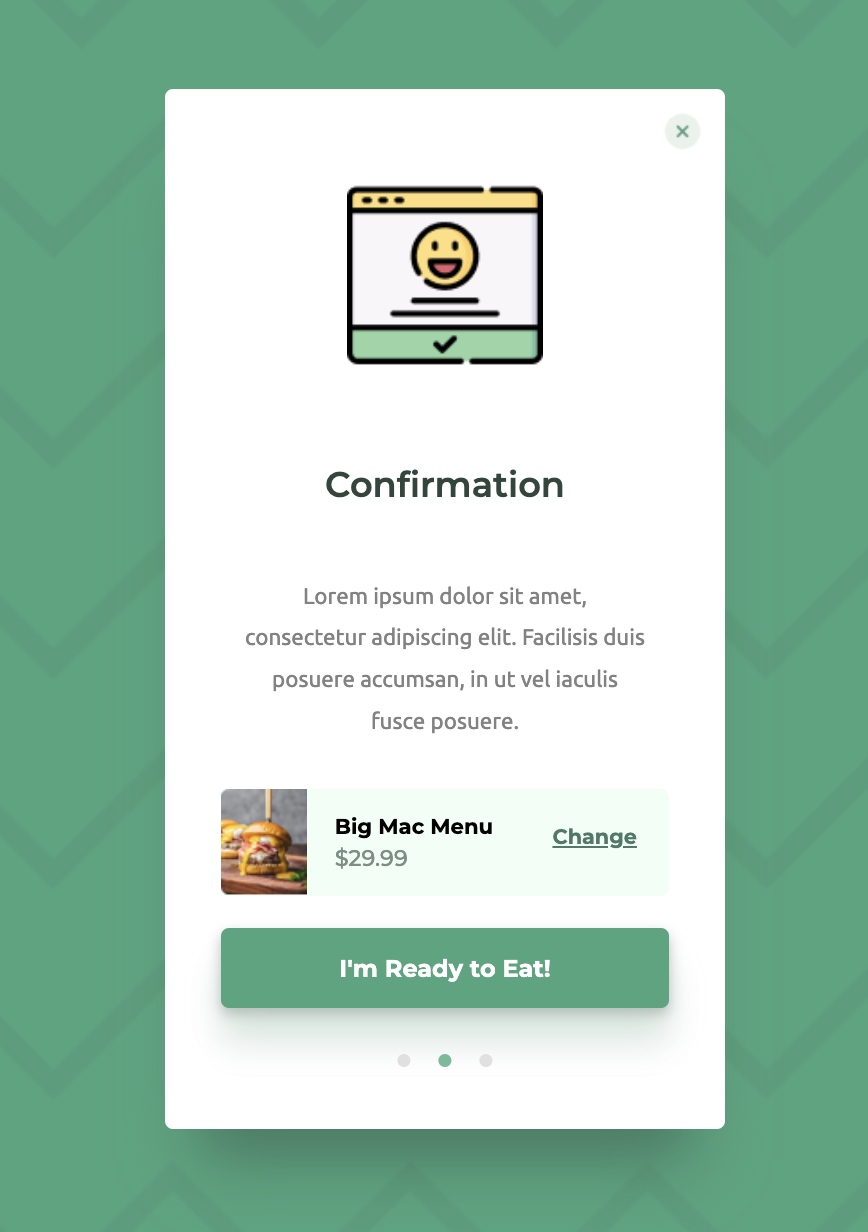 Confirmation
Lorem ipsum dolor sit amet,
consectetur adipiscing elit. Facilisis duis
posuere accumsan, in ut vel iaculis
fusce posuere.
Big Mac Menu
Change
$29.99
I'm Ready to Eat!